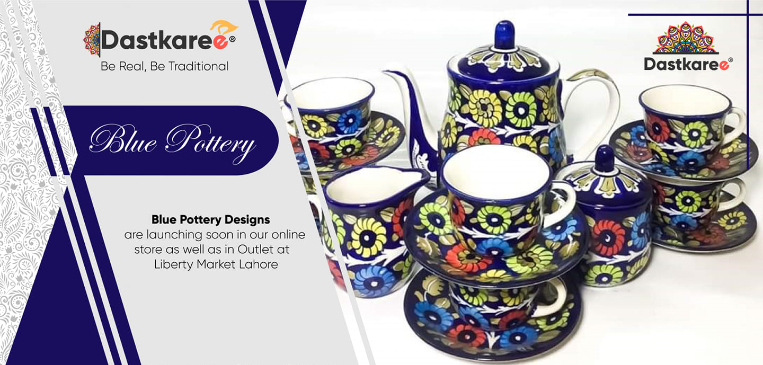 Dastkaree®
Be Real, Be Traditional
Blue Pottery
Blue Pottery Designs
are launching soon in our online
store as well as in Outlet at
Liberty Market Lahore
Dastkaree®